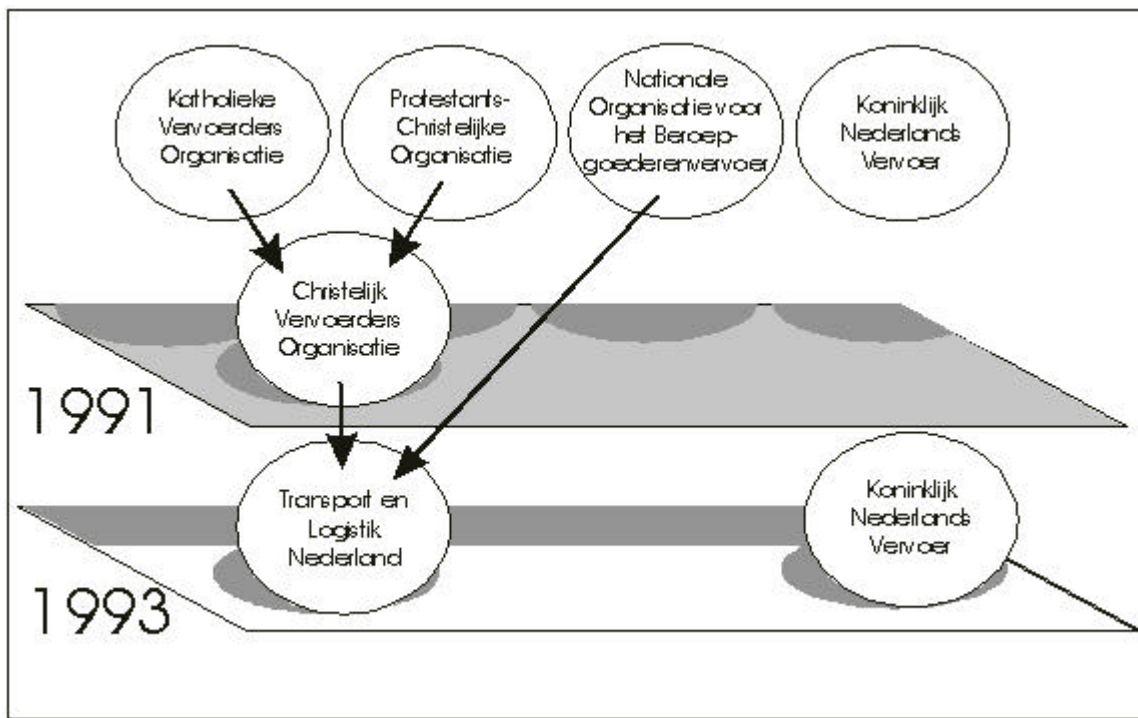 Katholieke
Vervoerders
Organisatie
Protestants-
Christelijke
Organisatie
Nationale
Organisatie voor
het Beroep-
goederenvervoer
Koninklijk
Nederlands
Vervoer
Christelijk
Vervoerders
Organisatie
1991
Transport en
Logistik
Nederland
Koninklijk
Nederlands
Vervoer
1993